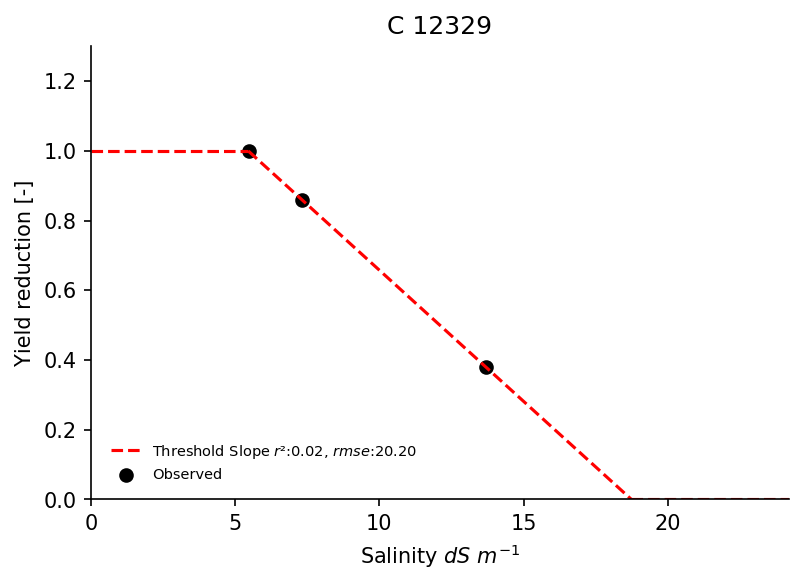 C 12329
1.2
1.0
0.8
0.6
0.4
0.2
0.0
Yield reduction [-]
Threshold Slope r²:0.02, rmse:20.20
Observed
0 5 10 15 20
Salinity dS m⁻¹